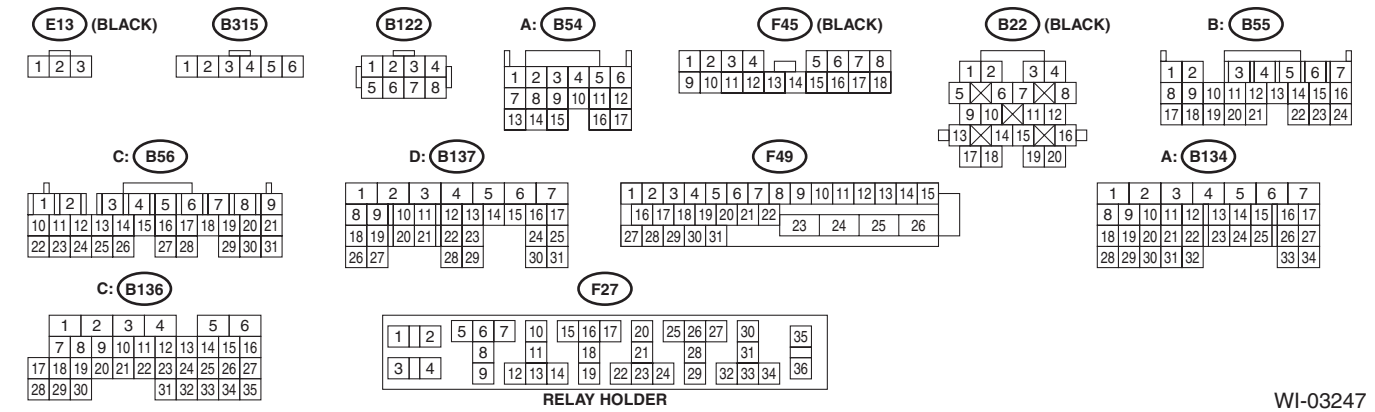 E13 (BLACK) B315 B122 A: B54 F45 (BLACK) B22 (BLACK) B: B55
1 2 3
1 2 3 4 5 6
1 2 3 4
5 6 7 8
1 2 3 4 5 6
7 8 9 10 11 12
13 14 15 16 17
1 2 3 4 5 6 7 8
9 10 11 12 13 14 15 16 17 18
1 2 3 4
5 6 7 8
9 10 11 12
13 14 15 16
17 18 19 20
1 2 3 4 5 6 7
8 9 10 11 12 13 14 15 16
17 18 19 20 21 22 23 24
C: B56 D: B137 F49 A: B134
1 2 3 4 5 6 7 8 9
10 11 12 13 14 15 16 17 18 19 20 21
22 23 24 25 26 27 28 29 30 31
1 2 3 4 5 6 7
8 9 10 11 12 13 14 15 16 17
18 19 20 21 22 23 24 25
26 27 28 29 30 31
1 2 3 4 5 6 7 8 9 10 11 12 13 14 15
16 17 18 19 20 21 22 23 24 25 26
27 28 29 30 31
1 2 3 4 5 6 7
8 9 10 11 12 13 14 15 16 17
18 19 20 21 22 23 24 25 26 27
28 29 30 31 32 33 34
C: B136 F27
1 2 3 4 5 6
7 8 9 10 11 12 13 14 15 16
17 18 19 20 21 22 23 24 25 26 27
28 29 30 31 32 33 34 35
1 2 5 6 7 10 15 16 17 20 25 26 27 30 35
8 11 18 21 28 31
3 4 9 12 13 14 19 22 23 24 29 32 33 34 36
RELAY HOLDER
WI-03247